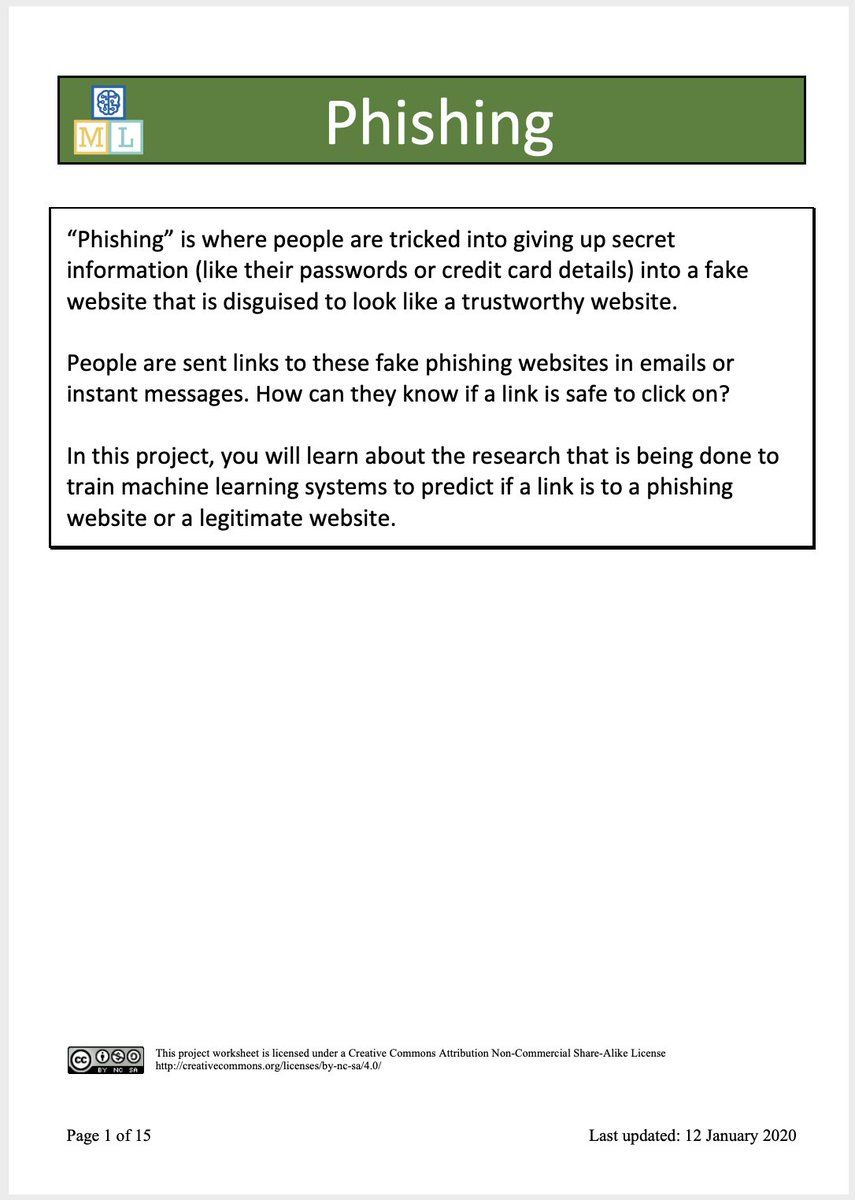 M L
Phishing
“Phishing” is where people are tricked into giving up secret
information (like their passwords or credit card details) into a fake
website that is disguised to look like a trustworthy website.
People are sent links to these fake phishing websites in emails or
instant messages. How can they know if a link is safe to click on?
In this project, you will learn about the research that is being done to
train machine learning systems to predict if a link is to a phishing
website or a legitimate website.
cc
BY NC SA
This project worksheet is licensed under a Creative Commons Attribution Non-Commercial Share-Alike License
http://creativecommons.org/licenses/by-nc-sa/4.0/
Page 1 of 15
Last updated: 12 January 2020